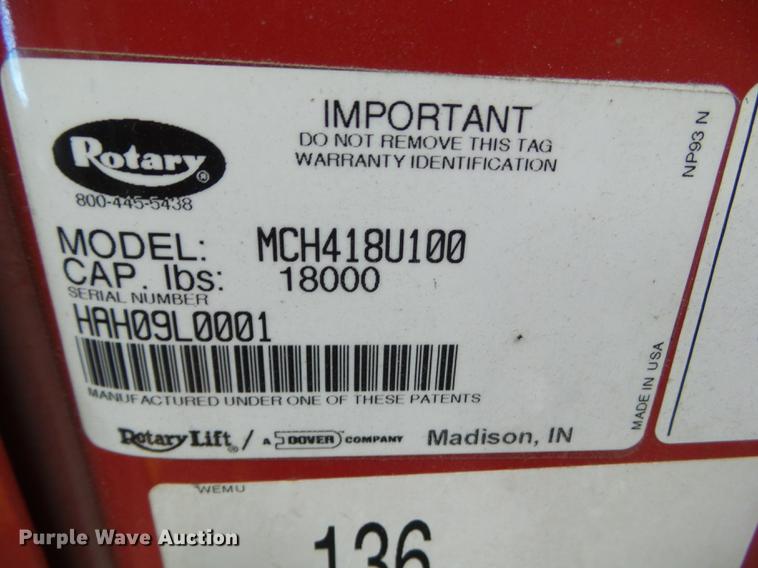 IMPORTANT
DO NOT REMOVE THIS TAG
WARRANTY IDENTIFICATION
NP93 N
Rotary®
800-445-5438
MODEL: MCH418U100
CAP. lbs: 18000
SERIAL NUMBER
HAH09L0001
MANUFACTURED UNDER ONE OF THESE PATENTS
MADE IN USA
Rotary Lift® / A DOVER COMPANY Madison, IN
WEMU
136
Purple Wave Auction